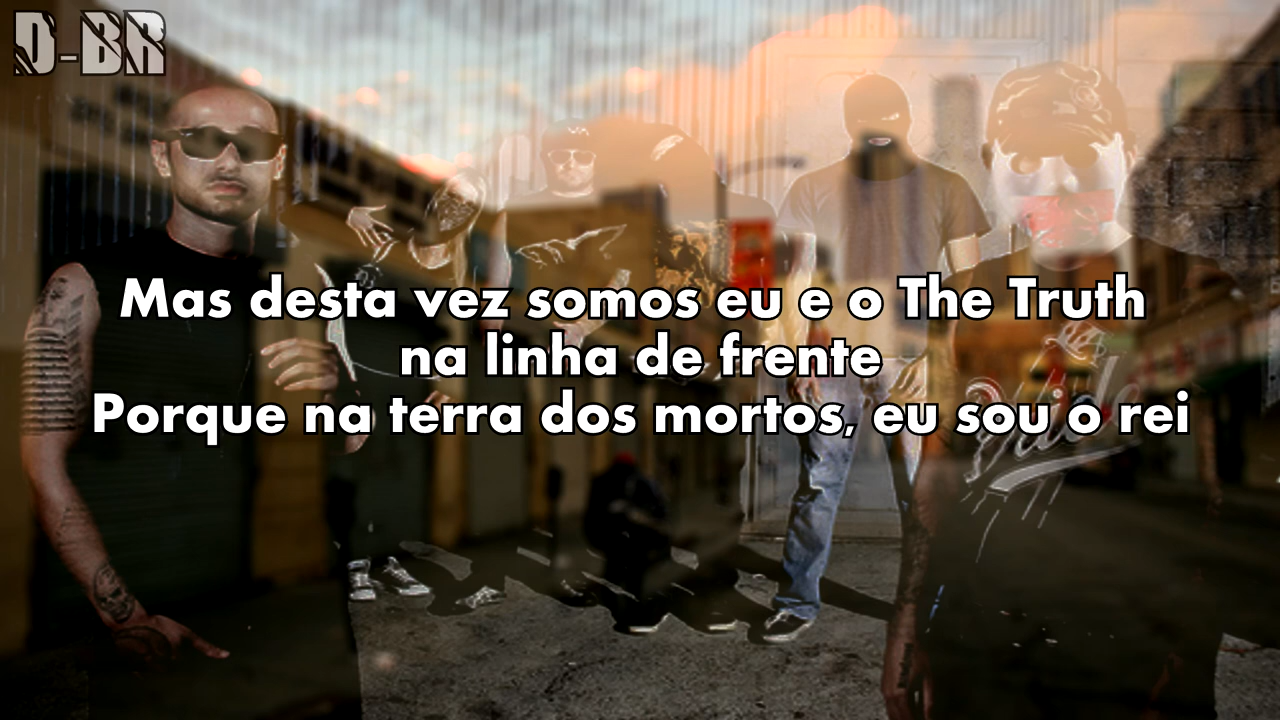 D-BR
Mas desta vez somos eu e o The Truth
na linha de frente
Porque na terra dos mortos, eu sou o rei